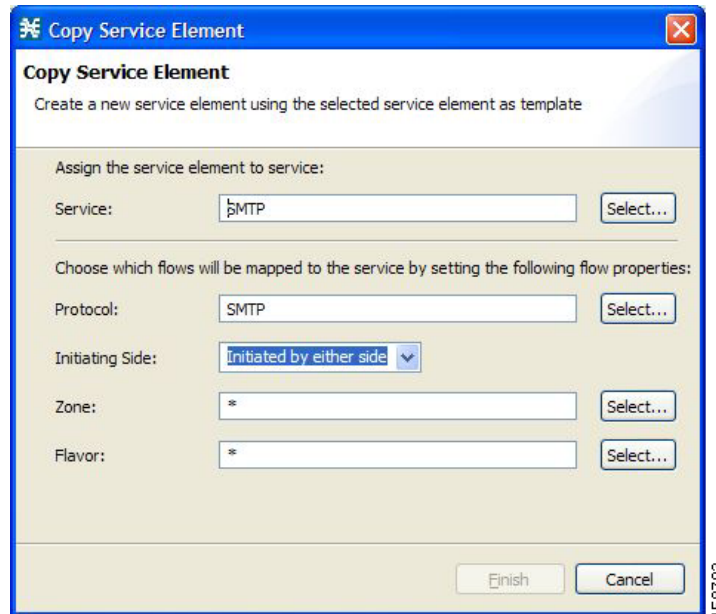 Copy Service Element
Copy Service Element
Create a new service element using the selected service element as template
Assign the service element to service:
Service: SMTP Select...
Choose which flows will be mapped to the service by setting the following flow properties:
Protocol: SMTP Select...
Initiating Side: Initiated by either side
Zone: * Select...
Flavor: * Select...
Finish Cancel